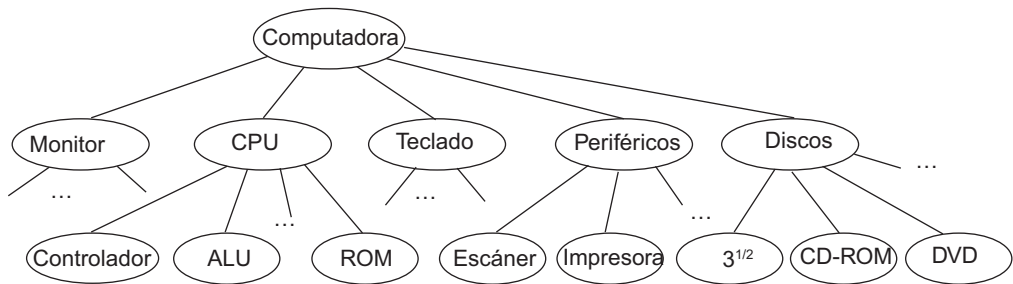 Computadora
Monitor CPU Teclado Periféricos Discos
… … … … …
Controlador ALU ROM Escáner Impresora 3^1/2 CD-ROM DVD